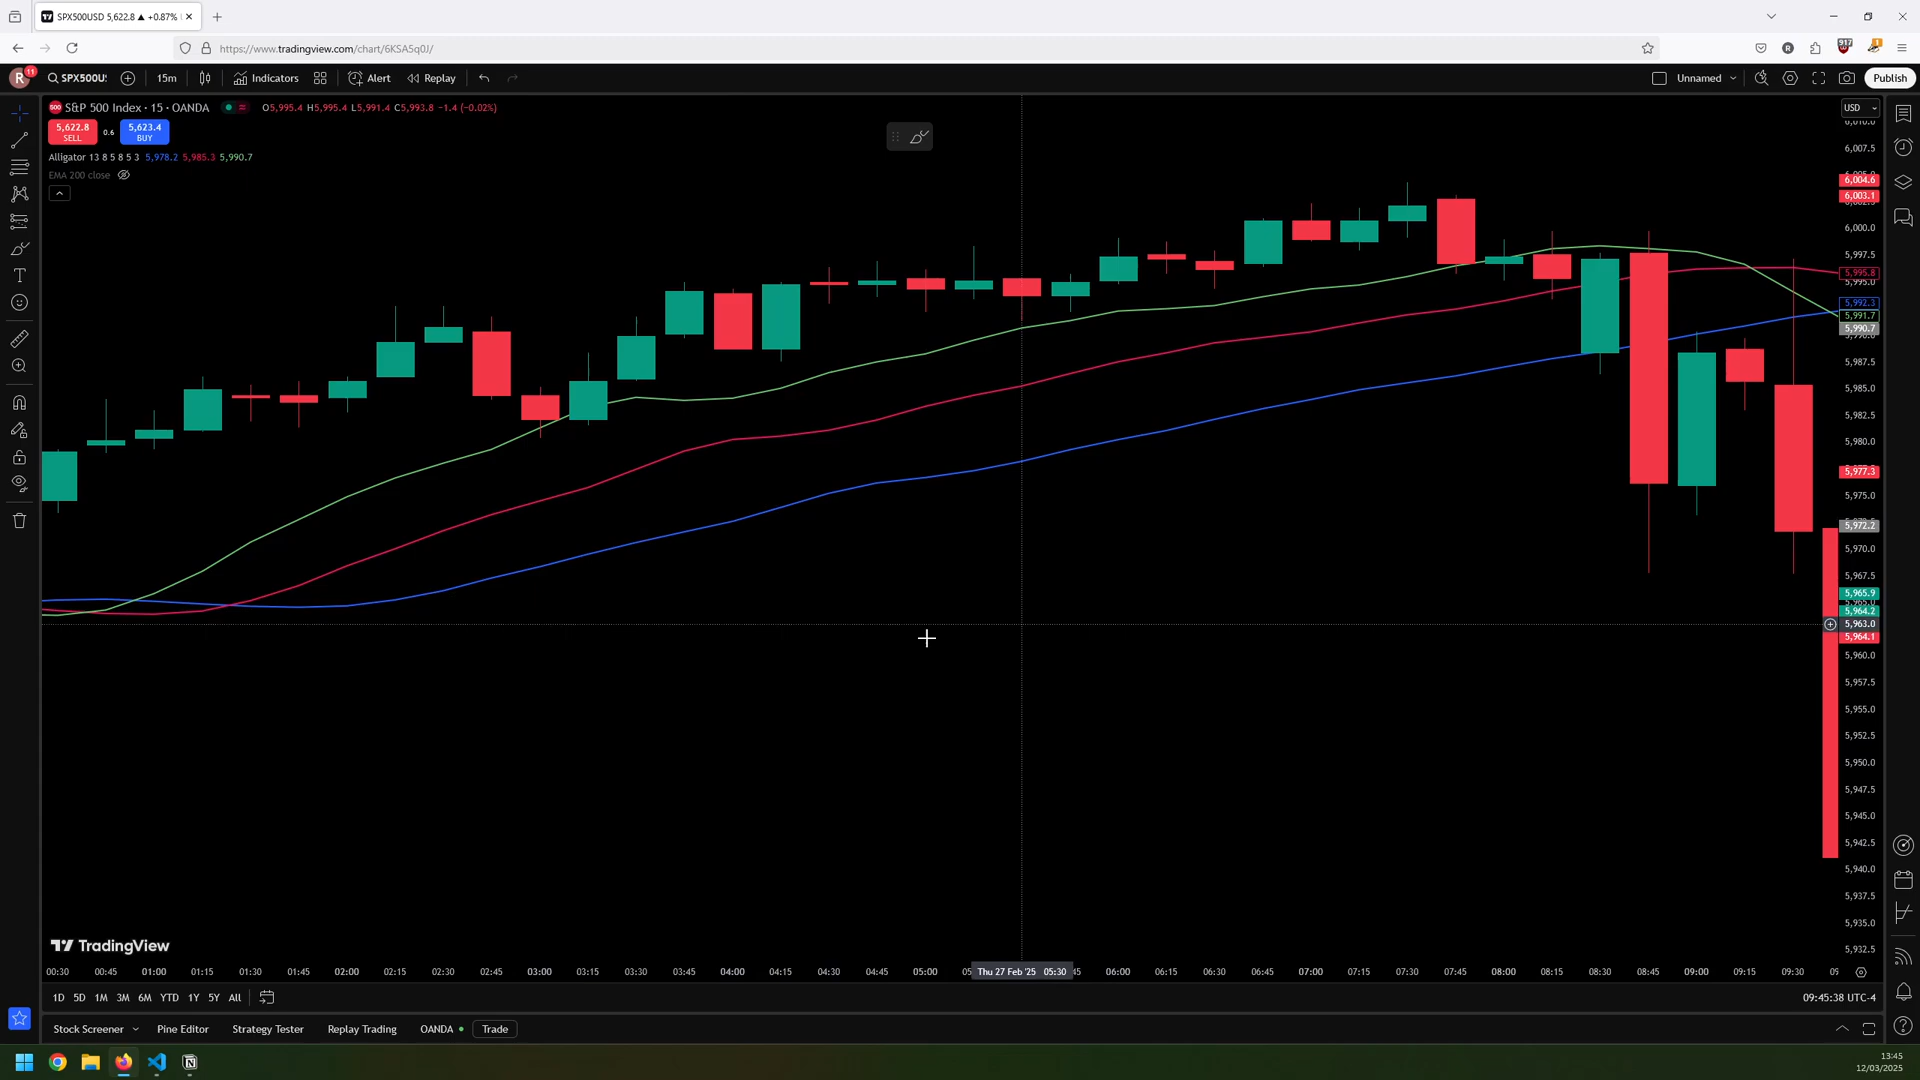 SPX500USD 5,622.8 ▲ +0.87%
https://www.tradingview.com/chart/6KSA5q0J/
917
1
R
11
SPX500U
15m
Indicators
Alert
Replay
Unnamed
Publish
500 S&P 500 Index · 15 · OANDA
O5,995.4 H5,995.4 L5,991.4 C5,993.8 −1.4 (−0.02%)
USD
5,622.8
SELL
0.6
5,623.4
BUY
Alligator 13 8 5 8 5 3 5,978.2 5,985.3 5,990.7
EMA 200 close
6,010.0
6,007.5
6,004.6
6,003.1
6,000.0
5,997.5
5,995.8
5,995.0
5,992.3
5,991.7
5,990.7
5,990.0
5,987.5
5,985.0
5,982.5
5,980.0
5,977.3
5,975.0
5,972.2
5,970.0
5,967.5
5,965.9
5,964.2
5,963.0
5,964.1
5,960.0
5,957.5
5,955.0
5,952.5
5,950.0
5,947.5
5,945.0
5,942.5
5,940.0
5,937.5
5,935.0
5,932.5
TradingView
00:30 00:45 01:00 01:15 01:30 01:45 02:00 02:15 02:30 02:45 03:00 03:15 03:30 03:45 04:00 04:15 04:30 04:45 05:00 Thu 27 Feb '25 05:30 06:00 06:15 06:30 06:45 07:00 07:15 07:30 07:45 08:00 08:15 08:30 08:45 09:00 09:15 09:30 09
1D 5D 1M 3M 6M YTD 1Y 5Y All
09:45:38 UTC-4
Stock Screener Pine Editor Strategy Tester Replay Trading OANDA Trade
13:45
12/03/2025